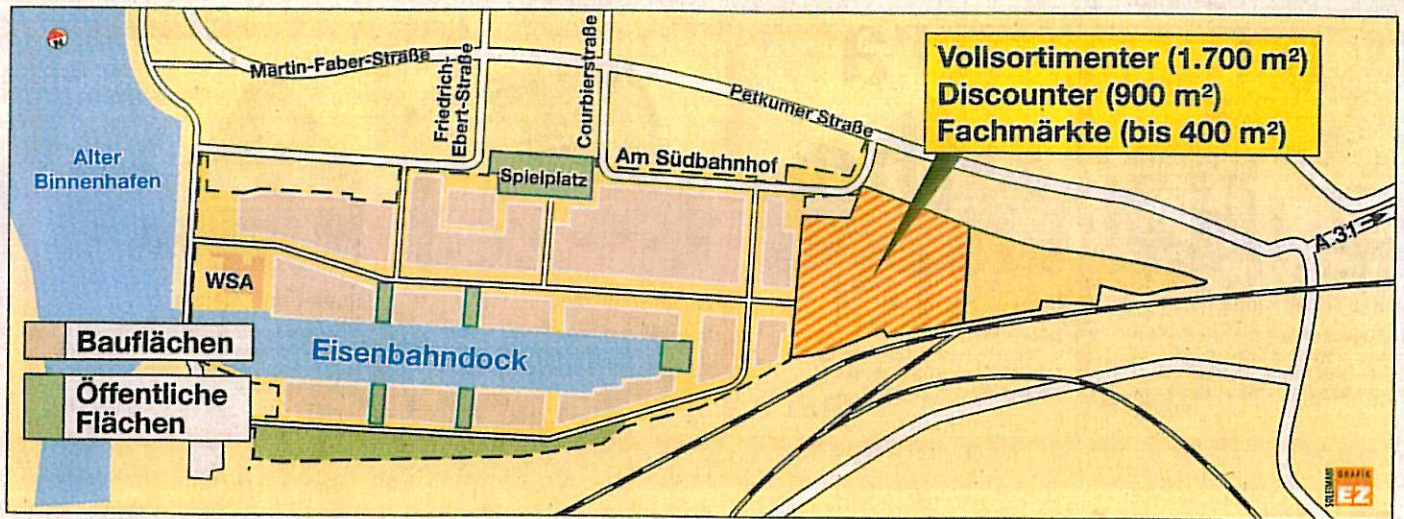 Martin-Faber-Straße
Friedrich-
Ebert-Straße
Courbierstraße
Petkumer Straße
Vollsortimenter (1.700 m²)
Discounter (900 m²)
Fachmärkte (bis 400 m²)
Alter
Binnenhafen
Am Südbahnhof
Spielplatz
A 31
WSA
Bauflächen
Eisenbahndock
Öffentliche
Flächen
GRAFIK
EZ